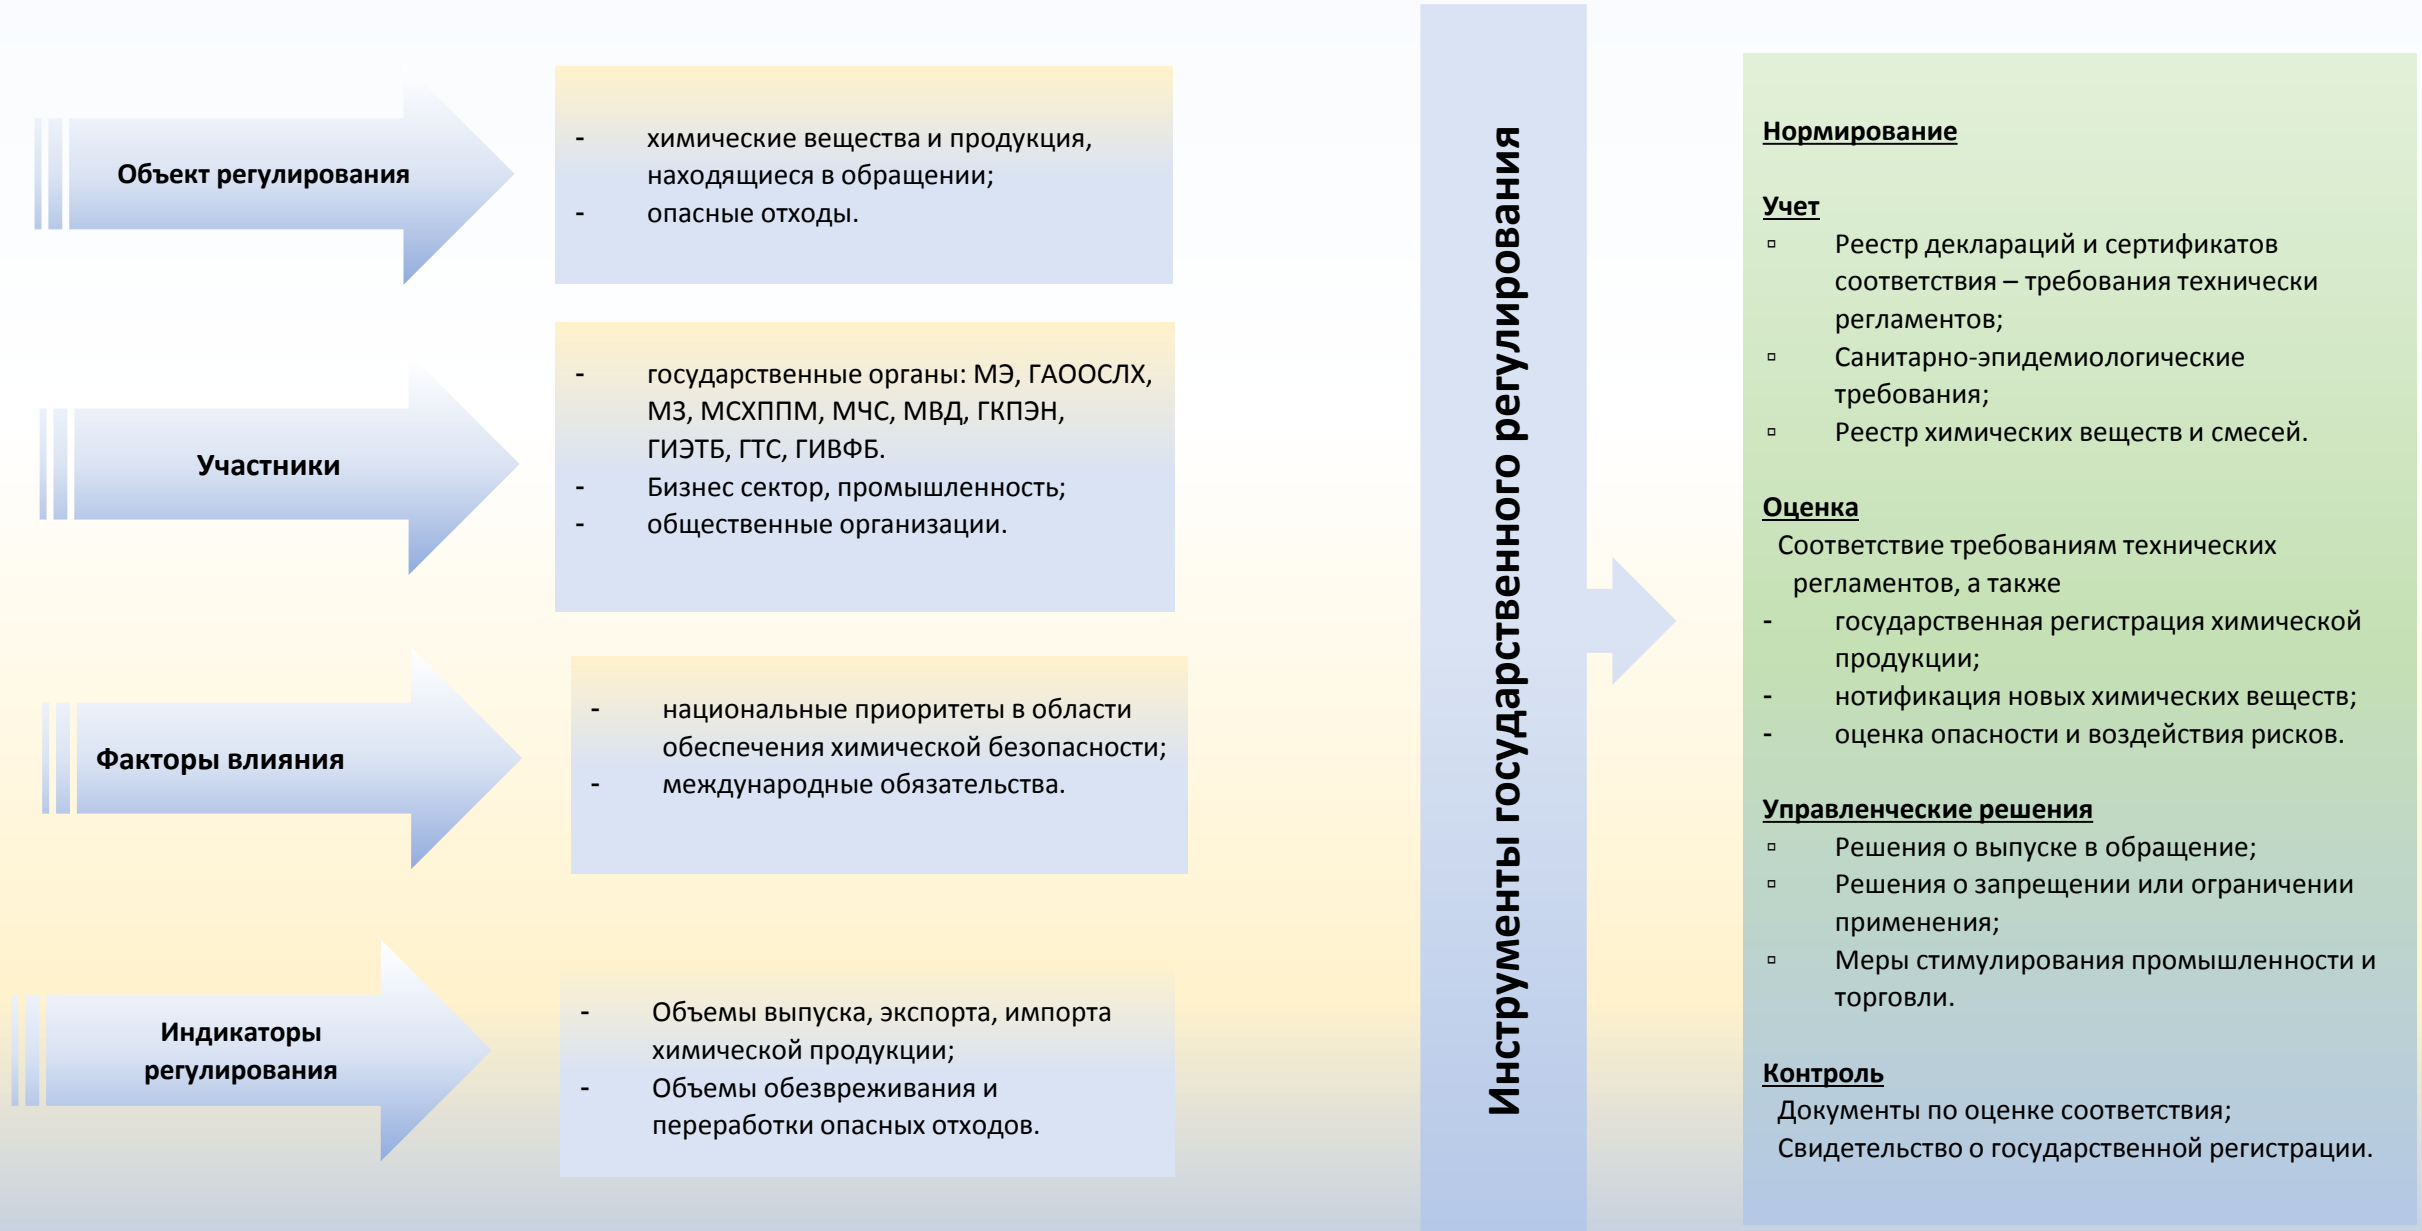 Объект регулирования
- химические вещества и продукция,
находящиеся в обращении;
- опасные отходы.
Участники
- государственные органы: МЭ, ГАООСЛХ,
МЗ, МСХППМ, МЧС, МВД, ГКПЭН,
ГИЭТБ, ГТС, ГИВФБ.
- Бизнес сектор, промышленность;
- общественные организации.
Факторы влияния
- национальные приоритеты в области
обеспечения химической безопасности;
- международные обязательства.
Индикаторы
регулирования
- Объемы выпуска, экспорта, импорта
химической продукции;
- Объемы обезвреживания и
переработки опасных отходов.
Инструменты государственного регулирования
Нормирование
Учет
▫ Реестр деклараций и сертификатов
соответствия – требования технически
регламентов;
▫ Санитарно-эпидемиологические
требования;
▫ Реестр химических веществ и смесей.
Оценка
Соответствие требованиям технических
регламентов, а также
- государственная регистрация химической
продукции;
- нотификация новых химических веществ;
- оценка опасности и воздействия рисков.
Управленческие решения
▫ Решения о выпуске в обращение;
▫ Решения о запрещении или ограничении
применения;
▫ Меры стимулирования промышленности и
торговли.
Контроль
Документы по оценке соответствия;
Свидетельство о государственной регистрации.